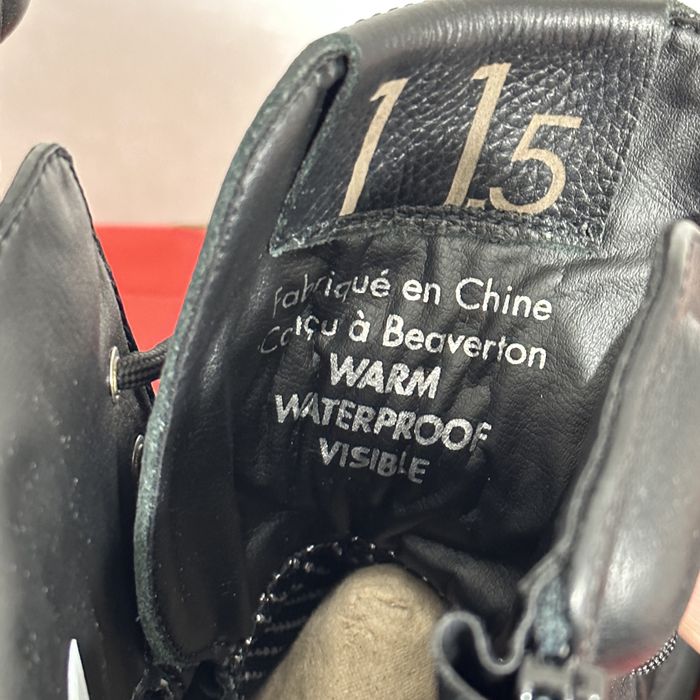 11.5
Fabriqué en Chine
Conçu à Beaverton
WARM
WATERPROOF
VISIBLE